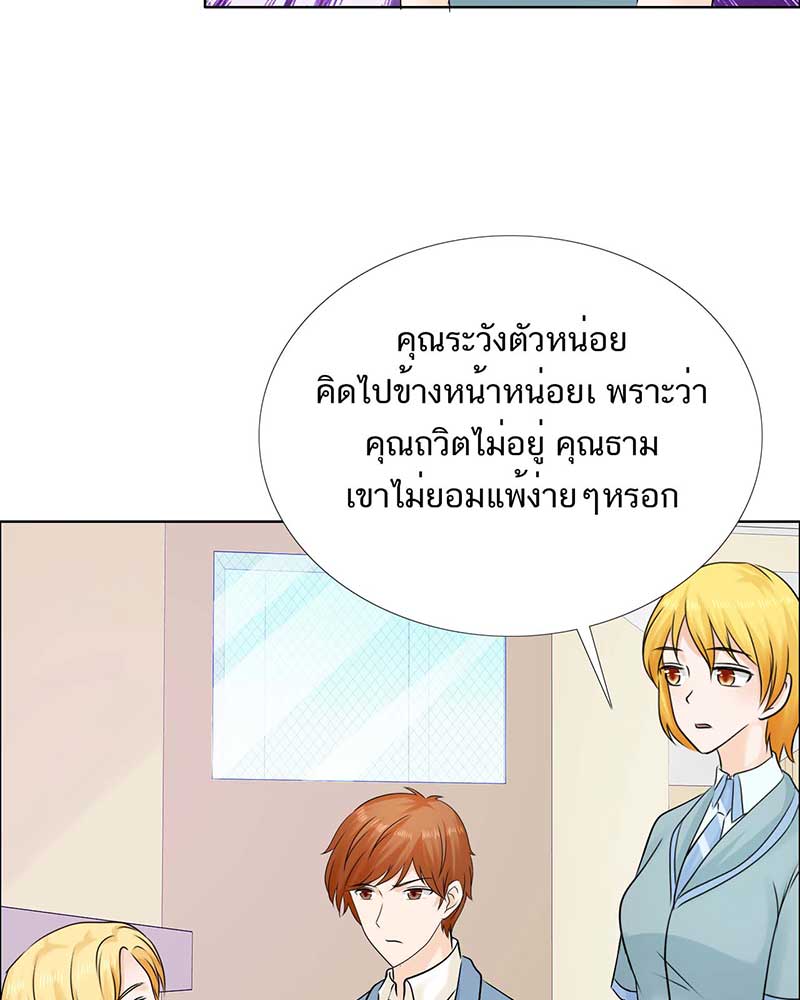 คุณระวังตัวหน่อย
คิดไปข้างหน้าหน่อยเ พราะว่า
คุณถวิตไม่อยู่ คุณธาม
เขาไม่ยอมแพ้ง่ายๆหรอก